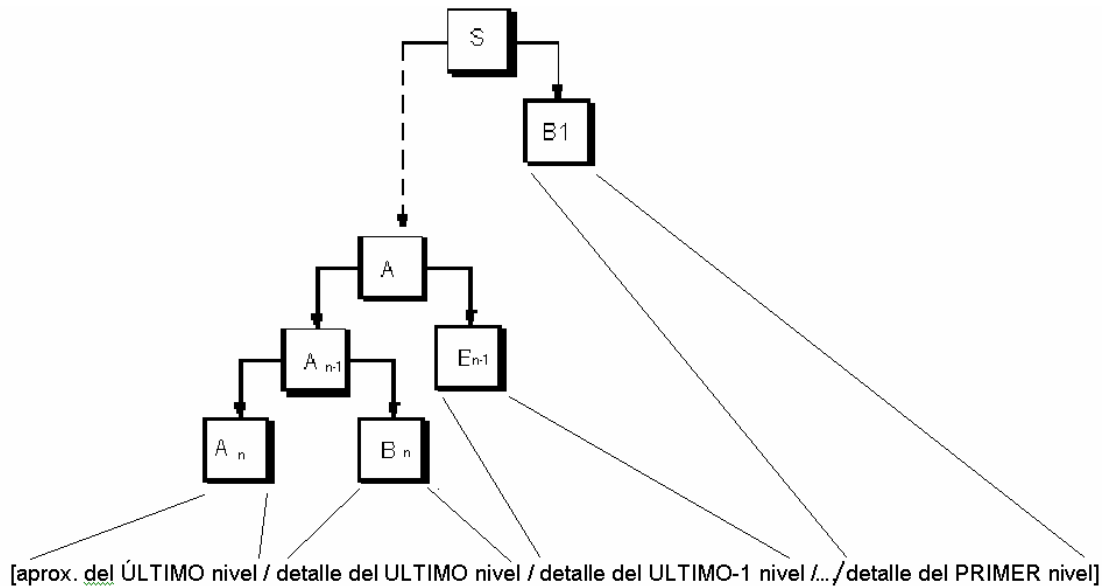 S
B1
A
A n-1
En-1
A n
B n
[aprox. del ÚLTIMO nivel / detalle del ULTIMO nivel / detalle del ULTIMO-1 nivel /..., / detalle del PRIMER nivel]